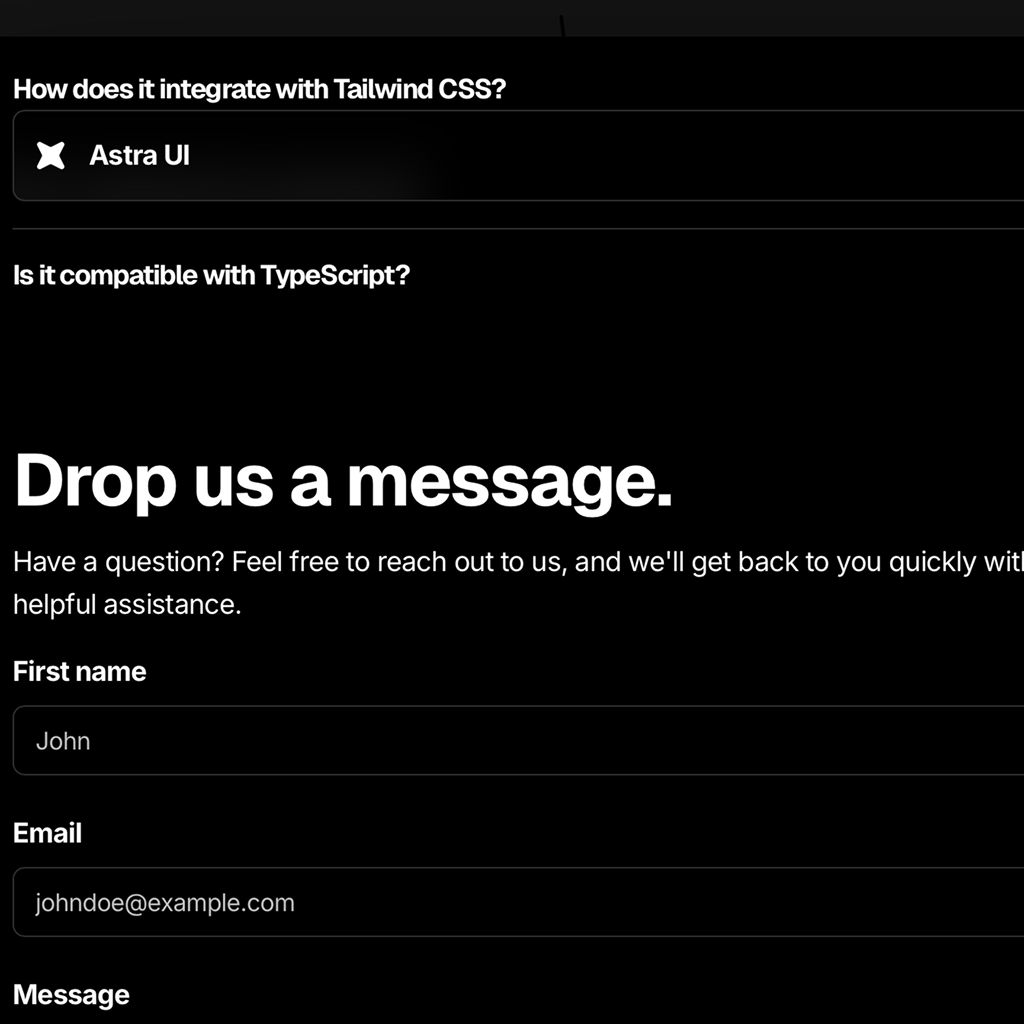 How does it integrate with Tailwind CSS?
Astra UI
Is it compatible with TypeScript?
Drop us a message.
Have a question? Feel free to reach out to us, and we'll get back to you quickly
helpful assistance.
First name
John
Email
johndoe@example.com
Message